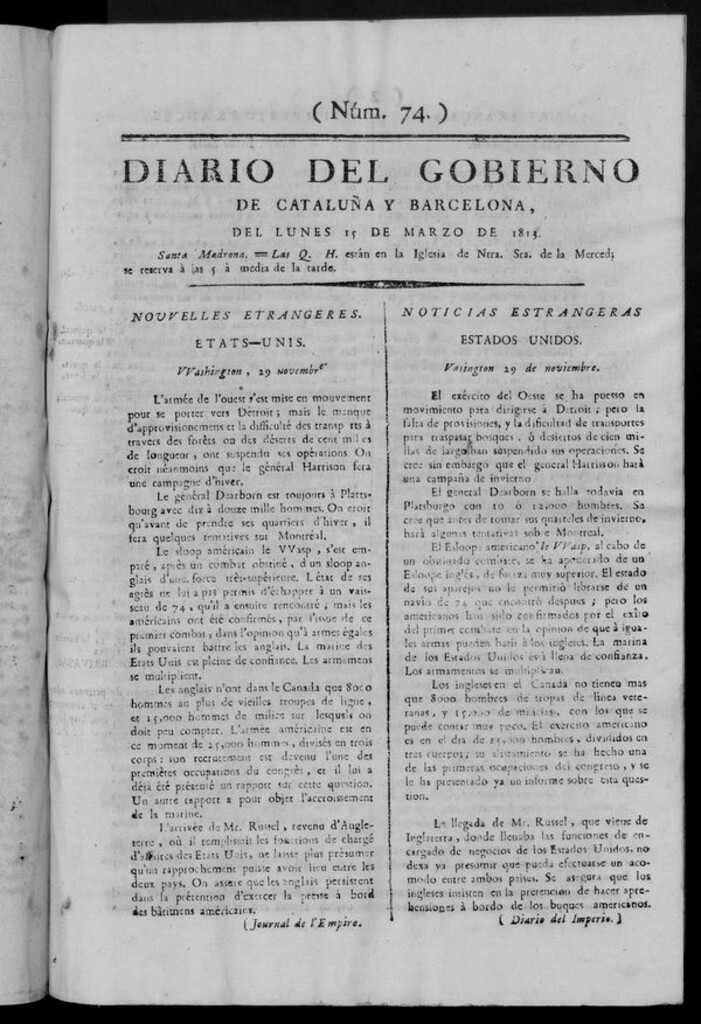 ( Núm. 74. )
DIARIO DEL GOBIERNO
DE CATALUÑA Y BARCELONA,
DEL LUNES 15 DE MARZO DE 1813.
Santa Madrona. = Las Q. H. están en la Iglesia de Ntra. Sra. de la Merced;
se reserva à las 5 à media de la tarde.
NOUVELLES ETRANGERES.
ETATS—UNIS.
VVashington, 29 novembre
L'armée de l'ouest s'est mise en mouvement
pour se porter vers Détroit; mais le manque
d'approvisionnemens et la difficulté des transports à
travers des forêts ou des déserts de cent milles
de longueur, ont suspendu ses opérations On
croit néanmoins que le général Harrison fera
une campagne d'hiver.
Le général Dearborn est toujours à Platts-
bourg avec dix à douze mille hommes. On croit
qu'avant de prendre ses quartiers d'hiver, il
fera quelques tentatives sur Montréal.
Le sloop américain le VVasp, s'est em-
paré, après un combat obstiné, d'un sloop an-
glais d'une force très-supérieure. L'état de ses
agrès ne lui a pas permis d'échapper à un vais-
seau de 74, qu'il a ensuite rencontré; mais les
américains ont été confirmés, par l'issue de ce
premier combat, dans l'opinion qu'à armes égales
ils pouvaient battre les anglais. La marine des
Etats Unis est pleine de confiance. Les armemens
se multiplient.
Les anglais n'ont dans le Canada que 8000
hommes au plus de vieilles troupes de ligne,
et 15,000 hommes de milice sur lesquels on
doit peu compter. L'armée américaine est en
ce moment de 25,000 hommes, divisés en trois
corps: son recrutement est devenu l'une des
premières occupations du congrès, et il lui a
déjà été présenté un rapport sur cette question.
Un autre rapport a pour objet l'accroissement
de la marine.
L'arrivée de Mr. Russel, revenu d'Angle-
terre, où il remplissait les fonctions de chargé
d'affaires des Etats Unis, ne laisse plus présumer
qu'un rapprochement puisse avoir lieu entre les
deux pays. On assure que les anglais persistent
dans la prétention d'exercer la presse à bord
des bâtimens américains.
(Journal de l'Empire.
NOTICIAS ESTRANGERAS
ESTADOS UNIDOS.
Vasington 29 de noviembre.
El exército del Oeste se ha puesto en
movimiento para dirigirse à Detroit; pero la
falta de provisiones, y la dificultad de transportes
para traspasar bosques, ò desiertos de cien mi-
llas de largo han suspendido sus operaciones. Se
cree sin embargo que el general Harrisson hará
una campaña de invierno.
El general Dearborn se halla todavia en
Platsburgo con 10 ò 12,000 hombres. Se
cree que antes de tomar sus quarteles de invierno,
hará algunas tentativas sobre Montreal.
El Esloop americano le VVasp, al cabo de
un obstinado combate, se ha apoderado de un
Esloope inglés, de fuerza muy superior. El estado
de sus aparejos no le permitió librarse de un
navio de 74 que encontró despues; pero los
americanos han sido confirmados por el exito
del primer combate en la opinion de que à igua-
les armas pueden batir à los ingleses. La marina
de los Estados Unidos está llena de confianza.
Los armamentos se multiplican.
Los ingleses en el Canadá no tienen mas
que 8000 hombres de tropas de linea vete-
ranas, y 15,000 de milicias, con los que se
puede contar muy poco. El exército americano
es en el dia de 25,000 hombres, divididos en
tres cuerpos; su alistamiento se ha hecho una
de las primeras ocupaciones del congreso, y se
le ha presentado ya un informe sobre esta ques-
tion.
La llegada de Mr. Russel, que viene de
Inglaterra, donde llenaba las funciones de en-
cargado de negocios de los Estados Unidos, no
dexa ya presumir que pueda efectuarse un aco-
modo entre ambos paises. Se asegura que los
ingleses insisten en la pretencion de hacer apre-
hensiones à bordo de los buques americanos.
( Diario del Imperio.)